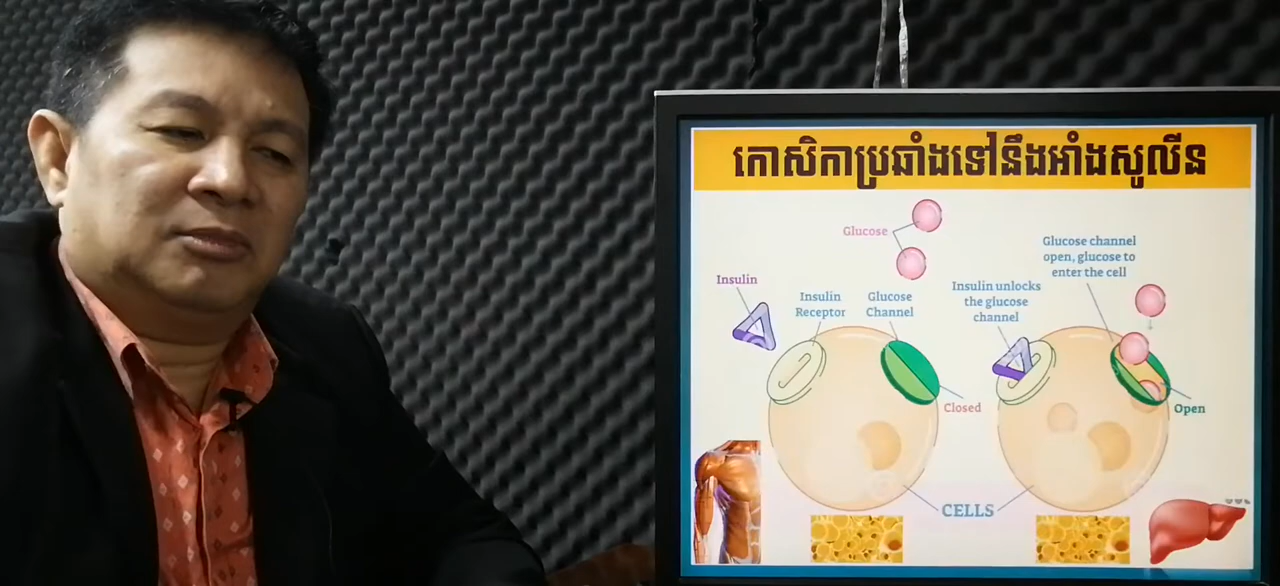 កោសិកាប្រឆាំងទៅនឹងអាំងសូលីន
Glucose
Insulin
Insulin
Receptor
Glucose
Channel
Closed
Glucose channel
open, glucose to
enter the cell
Insulin unlocks
the glucose
channel
Open
CELLS